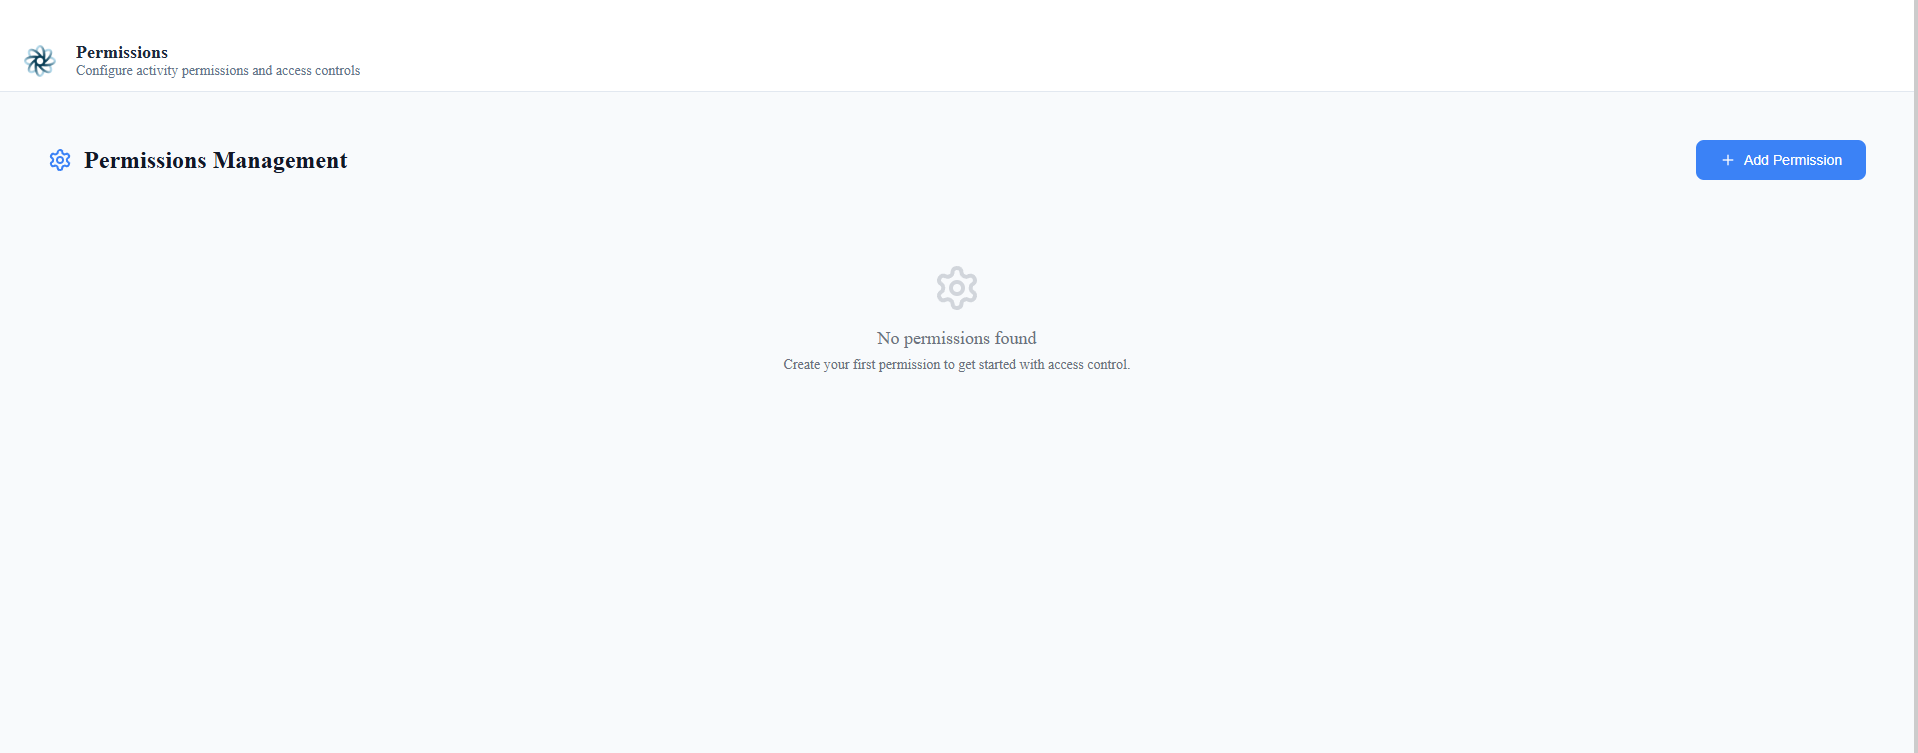 Permissions
Configure activity permissions and access controls
Permissions Management
Add Permission
No permissions found
Create your first permission to get started with access control.